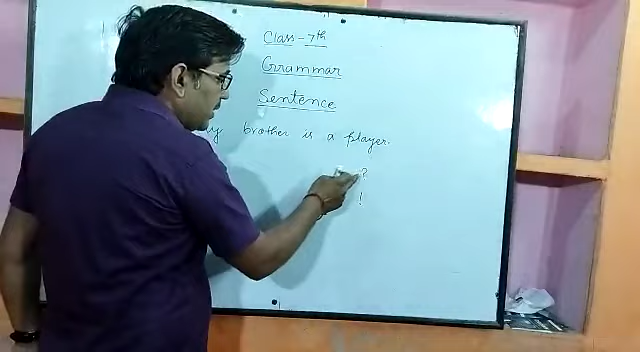 Class - 7th
Grammar
Sentence
brother is a player.
?
!